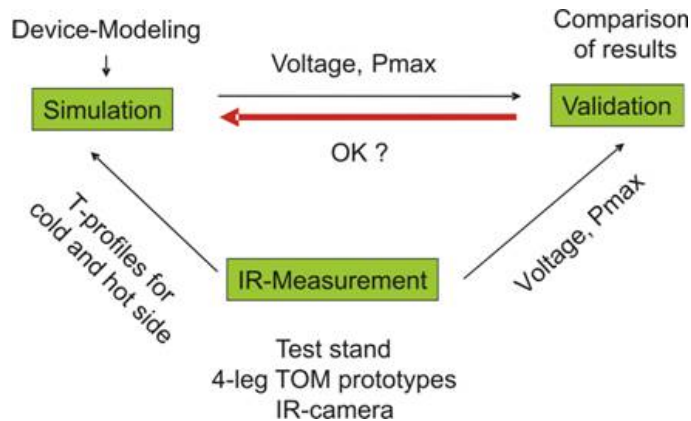 Device-Modeling
Comparison
of results
Voltage, Pmax
Simulation
Validation
OK ?
T-profiles for
cold and hot side
Voltage, Pmax
IR-Measurement
Test stand
4-leg TOM prototypes
IR-camera